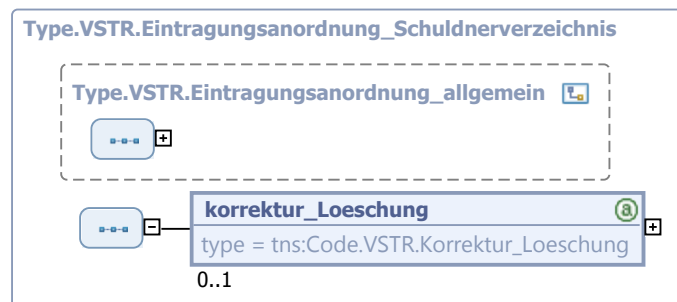 Type.VSTR.Eintragungsanordnung_Schuldnerverzeichnis
Type.VSTR.Eintragungsanordnung_allgemein
korrektur_Loeschung
type = tns:Code.VSTR.Korrektur_Loeschung
0..1